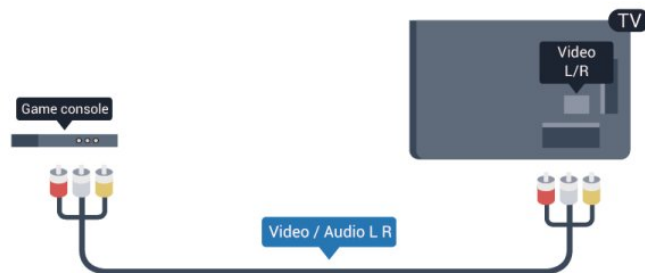 TV
Video
L/R
Game console
Video / Audio L R